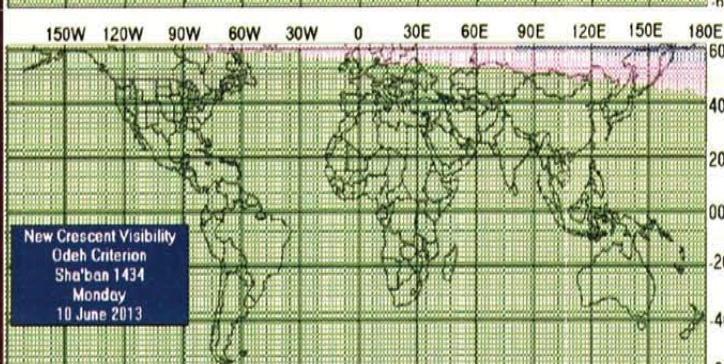 150W 120W 90W 60W 30W 0 30E 60E 90E 120E 150E 180E
60
40
20
00
-20
New Crescent Visibility
Odeh Criterion
Sha'ban 1434
Monday
10 June 2013